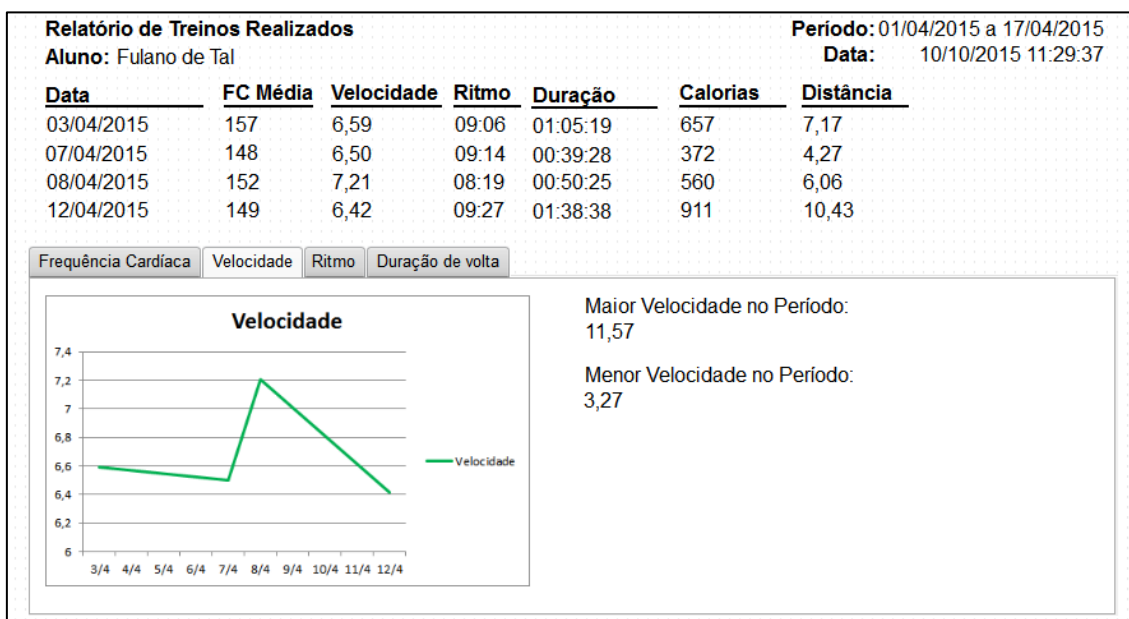 Relatório de Treinos Realizados Período: 01/04/2015 a 17/04/2015
Aluno: Fulano de Tal Data: 10/10/2015 11:29:37
Data FC Média Velocidade Ritmo Duração Calorias Distância
03/04/2015 157 6,59 09:06 01:05:19 657 7,17
07/04/2015 148 6,50 09:14 00:39:28 372 4,27
08/04/2015 152 7,21 08:19 00:50:25 560 6,06
12/04/2015 149 6,42 09:27 01:38:38 911 10,43
Frequência Cardíaca Velocidade Ritmo Duração de volta
Velocidade
7,4
7,2
7
6,8
6,6
6,4
6,2
6
3/4 4/4 5/4 6/4 7/4 8/4 9/4 10/4 11/4 12/4
Velocidade
Maior Velocidade no Período:
11,57
Menor Velocidade no Período:
3,27